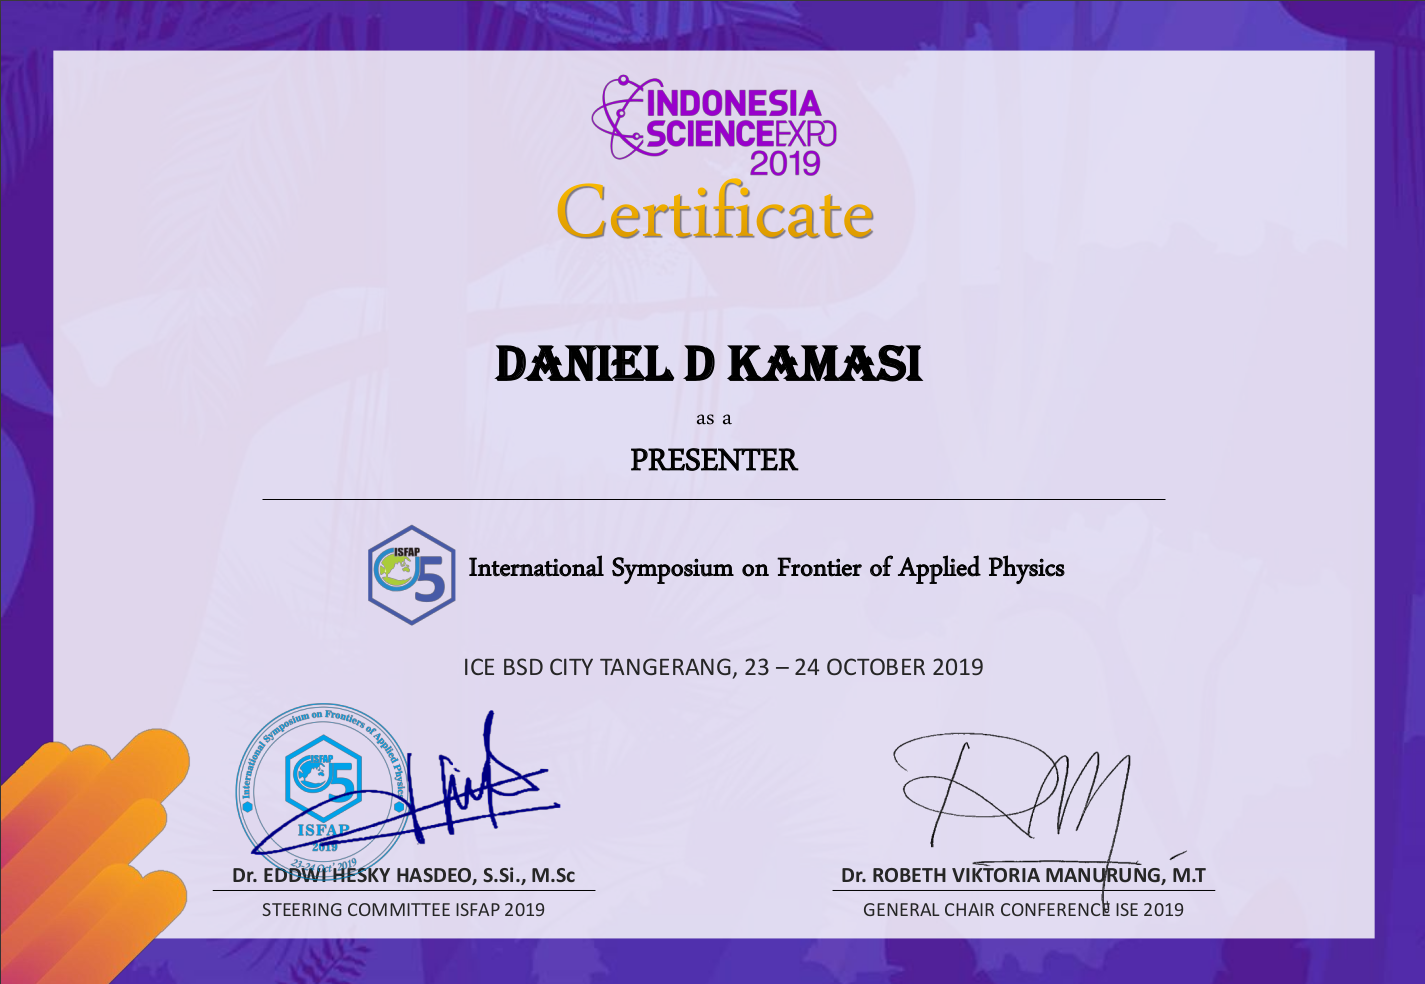 INDONESIA
SCIENCEEXPO
2019
Certificate
DANIEL D KAMASI
as a
PRESENTER
ISFAP
5
International Symposium on Frontier of Applied Physics
ICE BSD CITY TANGERANG, 23 – 24 OCTOBER 2019
International Symposium on Frontiers of Applied Physics
ISFAP
5
ISFAP
2019
23-24 Oct' 2019
Dr. EDDWI HESKY HASDEO, S.Si., M.Sc
STEERING COMMITTEE ISFAP 2019
Dr. ROBETH VIKTORIA MANURUNG, M.T
GENERAL CHAIR CONFERENCE ISE 2019